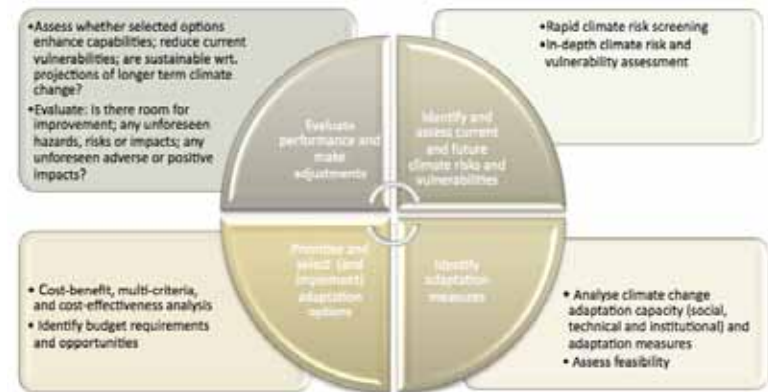 •Assess whether selected options
enhance capabilities; reduce current
vulnerabilities; are sustainable wrt.
projections of longer term climate
change?
•Evaluate: is there room for
improvement; any unforeseen
hazards, risks or impacts; any
unforeseen adverse or positive
impacts?
•Rapid climate risk screening
•In-depth climate risk and
vulnerability assessment
Evaluate
performance and
make
adjustments
Identify and
assess current
and future
climate risks and
vulnerabilities
Prioritise and
select (and
implement)
adaptation
options
Identify
adaptation
measures
• Cost-benefit, multi-criteria,
and cost-effectiveness analysis
• Identify budget requirements
and opportunities
• Analyse climate change
adaptation capacity (social,
technical and institutional) and
adaptation measures
• Assess feasibility